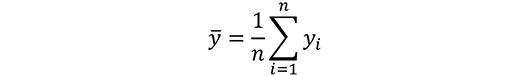 ȳ = 1/n ∑_{i=1}^{n} y_i